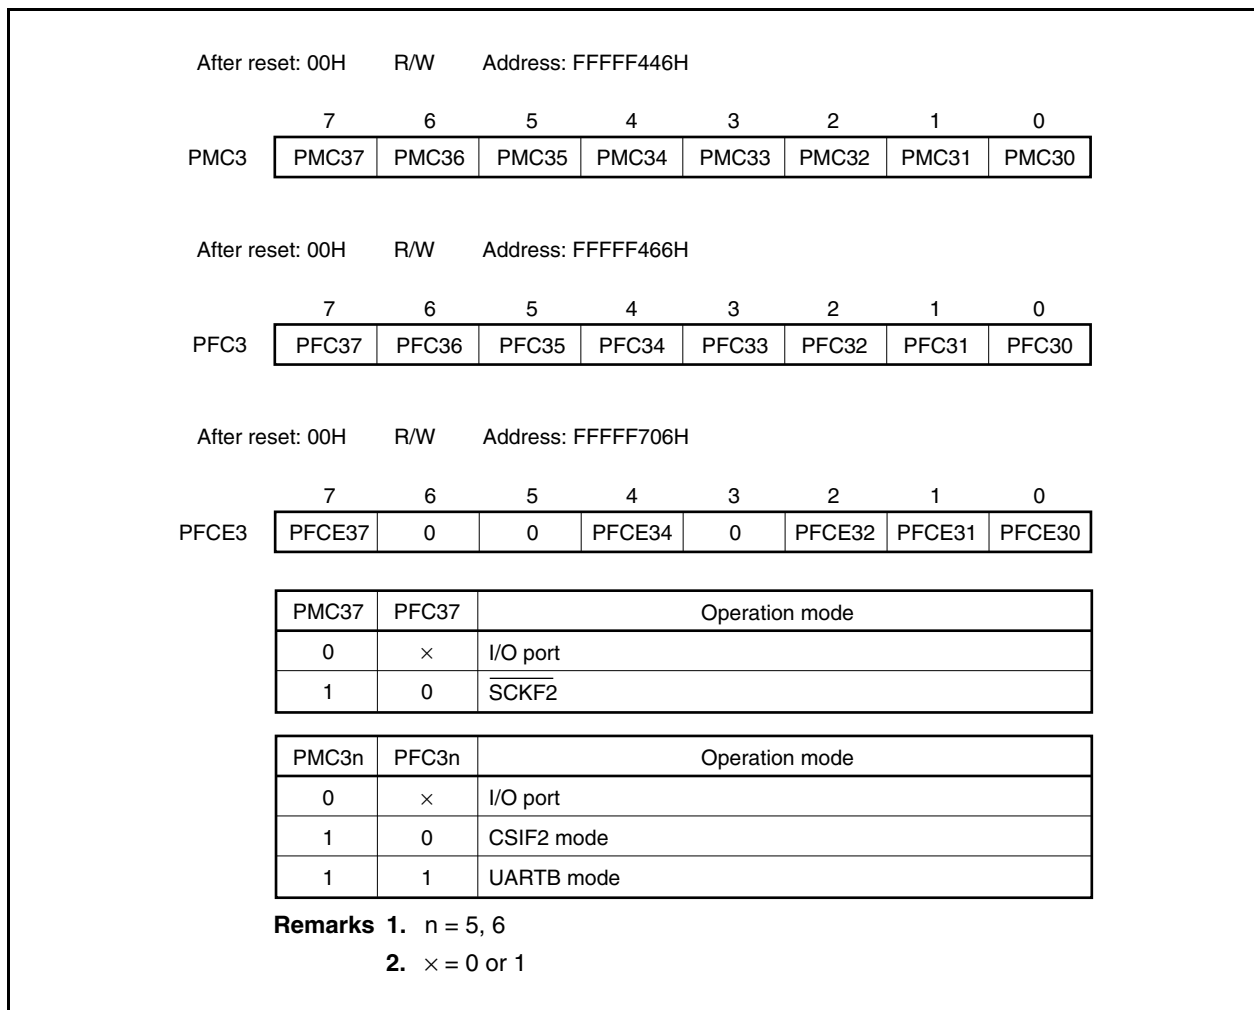 After reset: 00H R/W Address: FFFFF446H
7 6 5 4 3 2 1 0
PMC3 PMC37 PMC36 PMC35 PMC34 PMC33 PMC32 PMC31 PMC30
After reset: 00H R/W Address: FFFFF466H
7 6 5 4 3 2 1 0
PFC3 PFC37 PFC36 PFC35 PFC34 PFC33 PFC32 PFC31 PFC30
After reset: 00H R/W Address: FFFFF706H
7 6 5 4 3 2 1 0
PFCE3 PFCE37 0 0 PFCE34 0 PFCE32 PFCE31 PFCE30
PMC37 PFC37 Operation mode
0 × I/O port
1 0 S̅C̅K̅F̅2̅
PMC3n PFC3n Operation mode
0 × I/O port
1 0 CSIF2 mode
1 1 UARTB mode
Remarks 1. n = 5, 6
2. × = 0 or 1